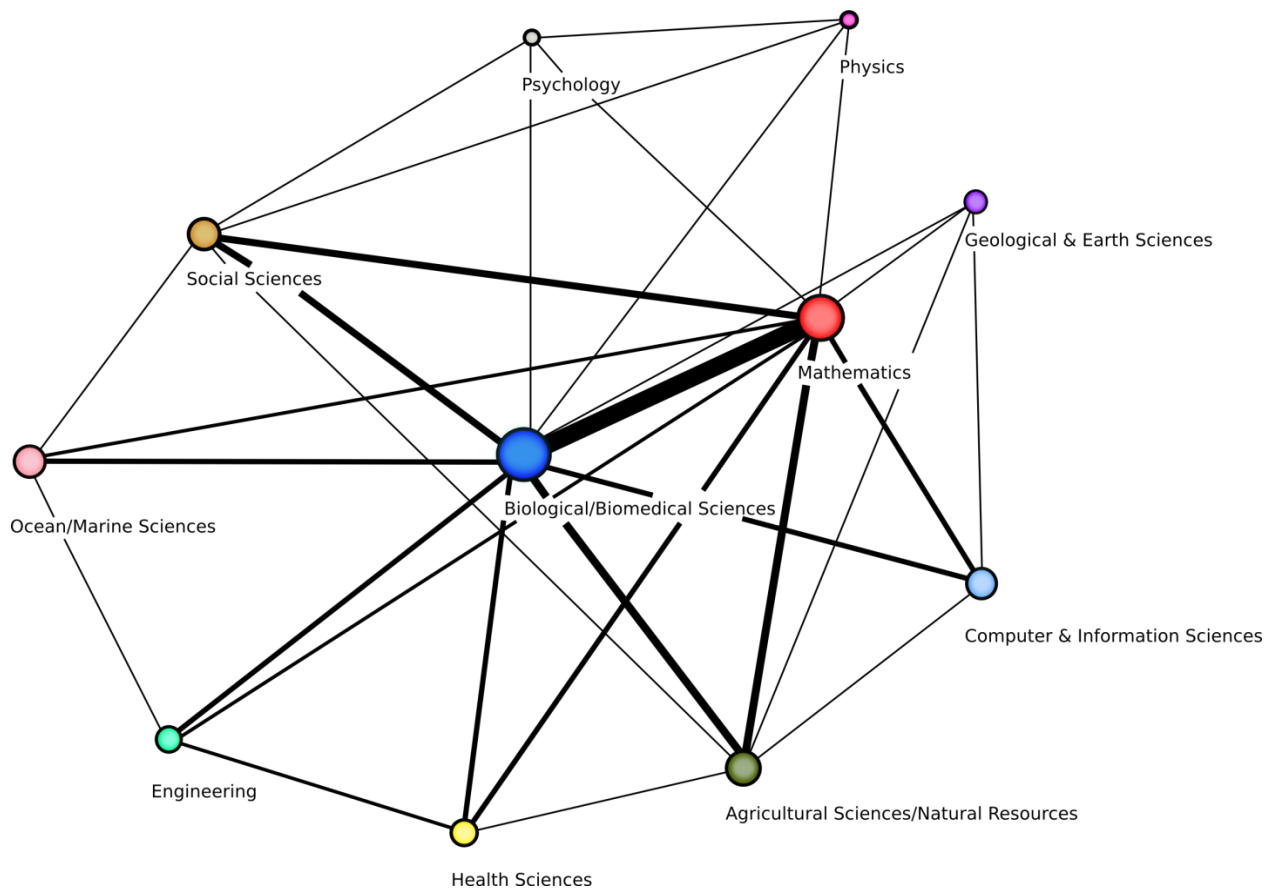 Physics
Psychology
Geological & Earth Sciences
Social Sciences
Mathematics
Biological/Biomedical Sciences
Ocean/Marine Sciences
Computer & Information Sciences
Engineering
Agricultural Sciences/Natural Resources
Health Sciences